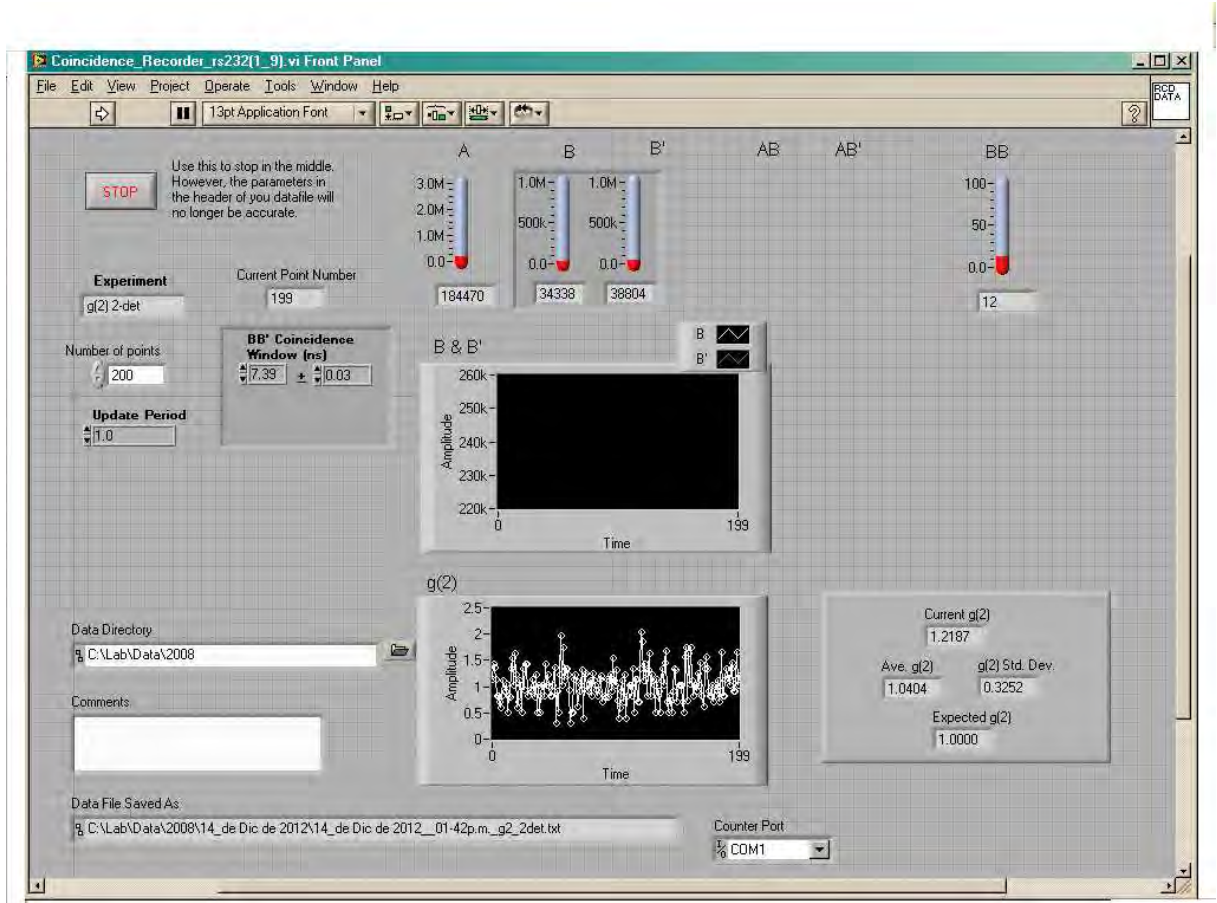 Coincidence_Recorder_rs232(1_9).vi Front Panel
File Edit View Project Operate Tools Window Help
13pt Application Font
RCD
DATA
STOP
Use this to stop in the middle.
However, the parameters in
the header of you datafile will
no longer be accurate.
A B B' AB AB' BB
3.0M
2.0M
1.0M
0.0
184470
1.0M
500k
0.0
34338
1.0M
500k
0.0
38804
100
50
0.0
12
Experiment
g(2) 2-det
Current Point Number
199
Number of points
200
BB' Coincidence
Window (ns)
7.39 ± 0.03
Update Period
1.0
B & B'
B
B'
260k
250k
240k
230k
220k
Amplitude
0 199
Time
g(2)
2.5
2
1.5
1
0.5
0
Amplitude
0 199
Time
Current g(2)
1.2187
Ave. g(2) g(2) Std. Dev.
1.0404 0.3252
Expected g(2)
1.0000
Data Directory
C:\Lab\Data\2008
Comments
Data File Saved As
C:\Lab\Data\2008\14_de Dic de 2012\14_de Dic de 2012__01-42p.m._g2_2det.txt
Counter Port
COM1